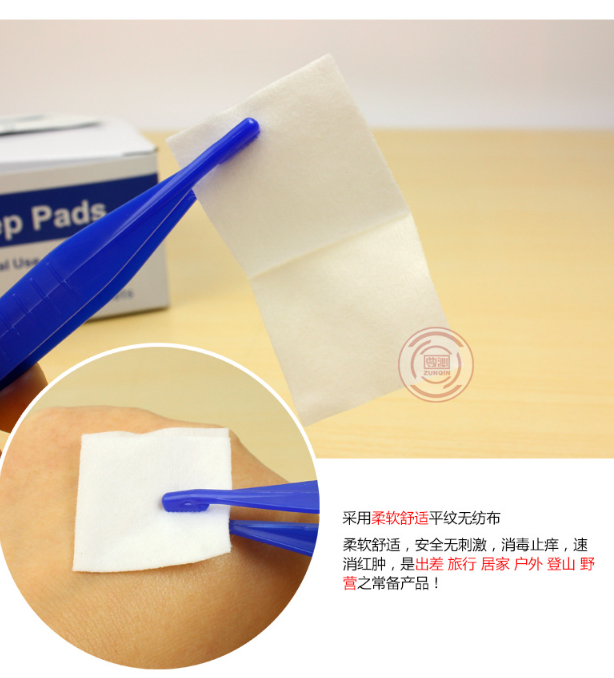 ep Pads
al Use
ZUNQIN
采用柔软舒适平纹无纺布
柔软舒适，安全无刺激，消毒止痒，速
消红肿，是出差 旅行 居家 户外 登山 野
营之常备产品！